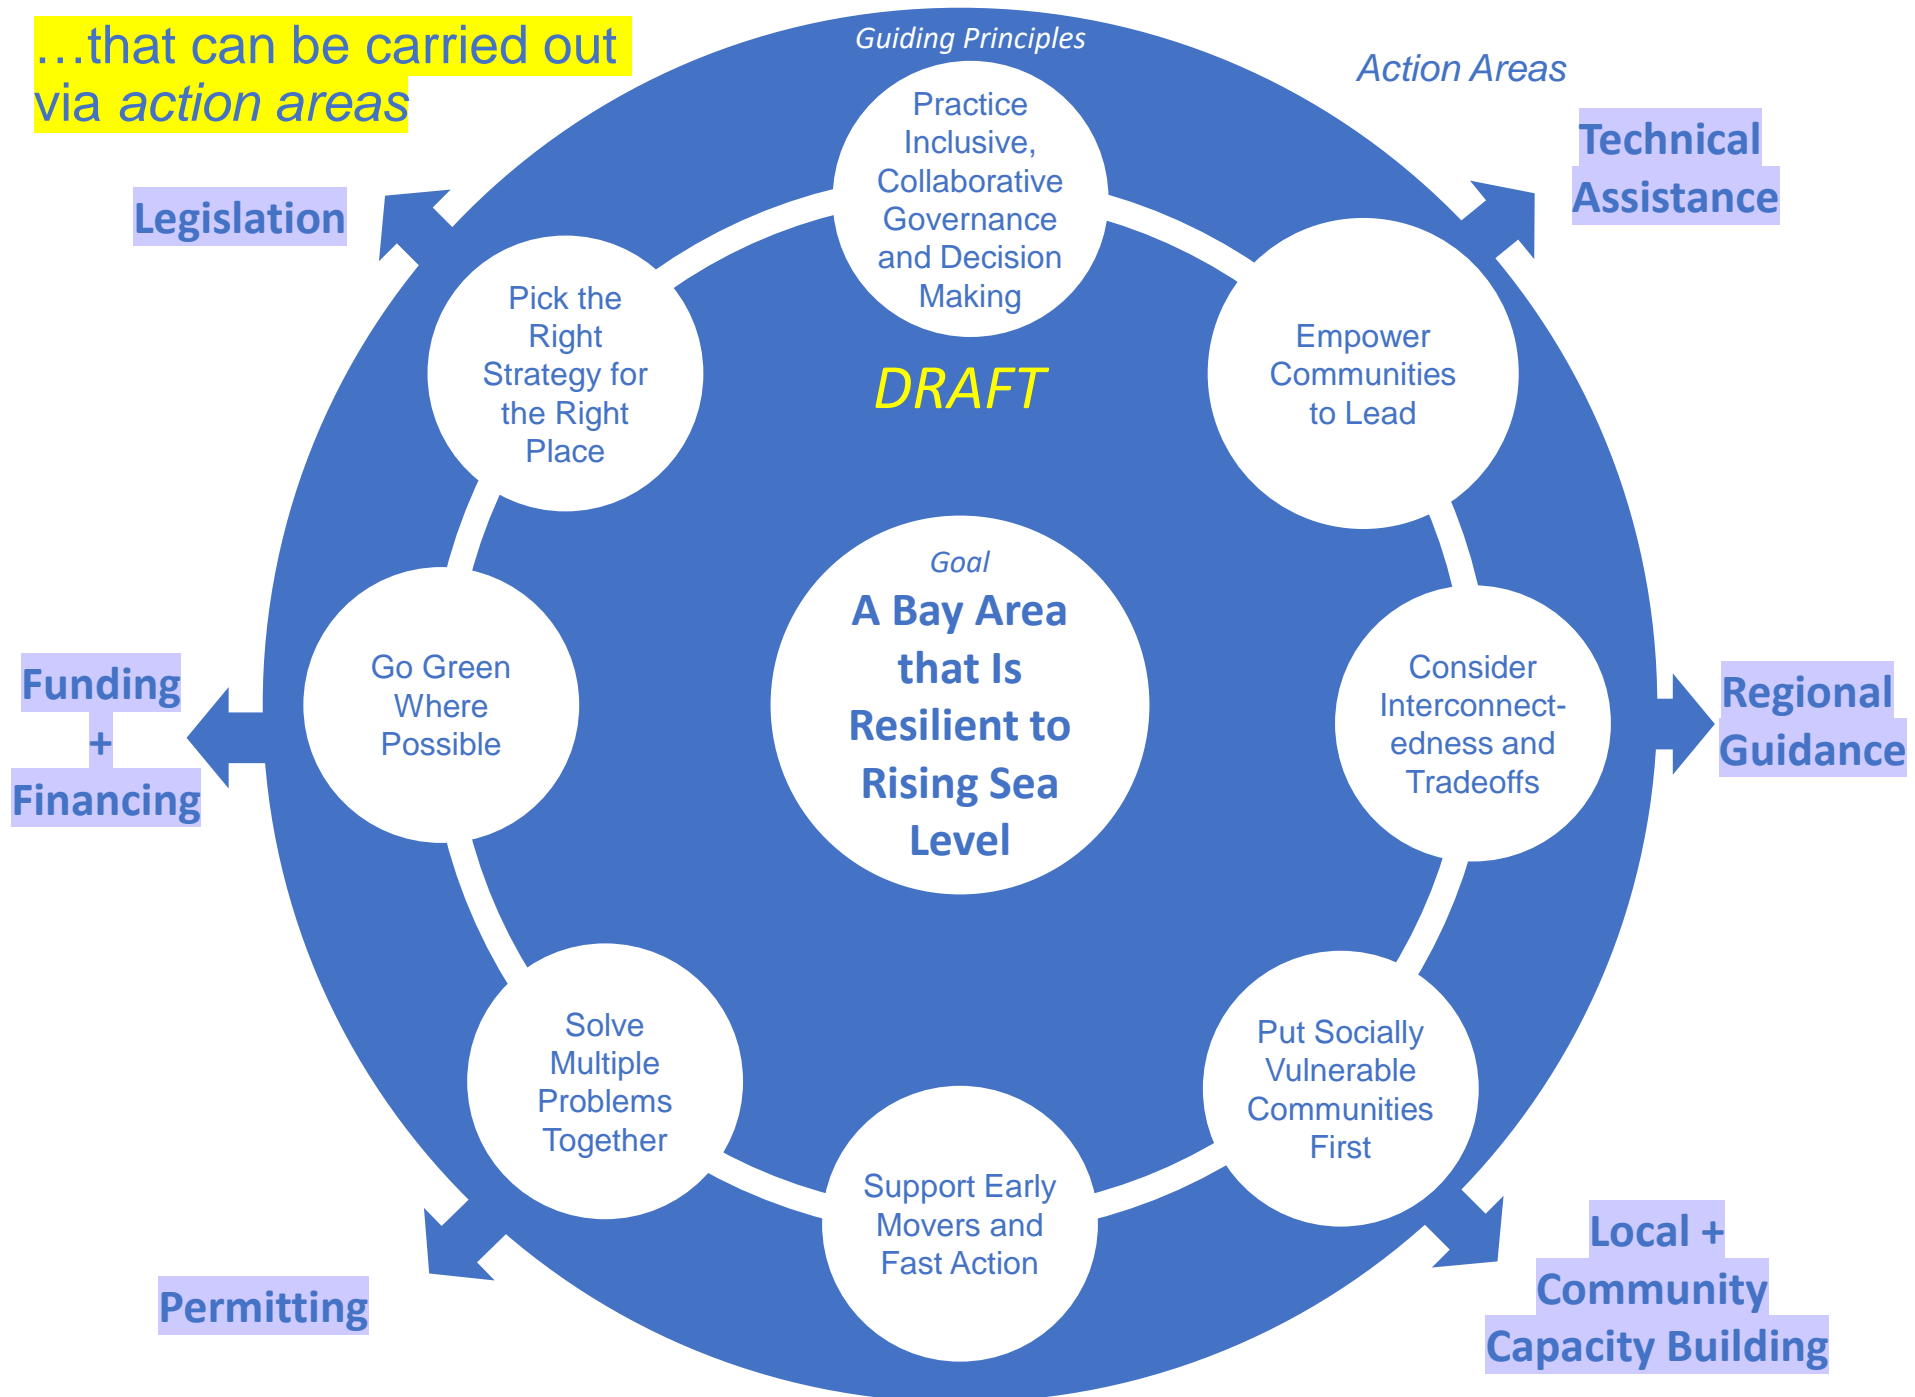 …that can be carried out
via action areas
Guiding Principles
Action Areas
Practice
Inclusive,
Collaborative
Governance
and Decision
Making
Technical
Assistance
Legislation
Pick the
Right
Strategy for
the Right
Place
DRAFT
Empower
Communities
to Lead
Goal
A Bay Area
that Is
Resilient to
Rising Sea
Level
Funding
+
Financing
Go Green
Where
Possible
Consider
Interconnect-
edness and
Tradeoffs
Regional
Guidance
Solve
Multiple
Problems
Together
Put Socially
Vulnerable
Communities
First
Support Early
Movers and
Fast Action
Permitting
Local +
Community
Capacity Building